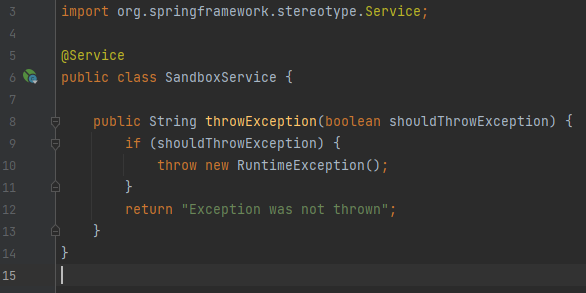 3 import org.springframework.stereotype.Service;
4
5 @Service
6 public class SandboxService {
7
8     public String throwException(boolean shouldThrowException) {
9         if (shouldThrowException) {
10             throw new RuntimeException();
11         }
12         return "Exception was not thrown";
13     }
14 }
15